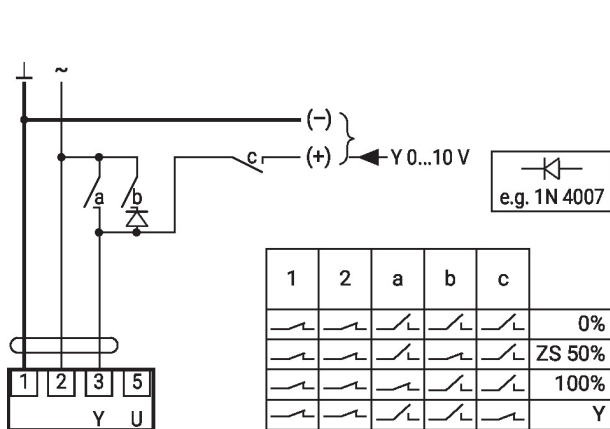 ~
(−)
c (+) Y 0...10 V
a b
e.g. 1N 4007
1 2 a b c
0%
ZS 50%
100%
Y
1 2 3 5
Y U